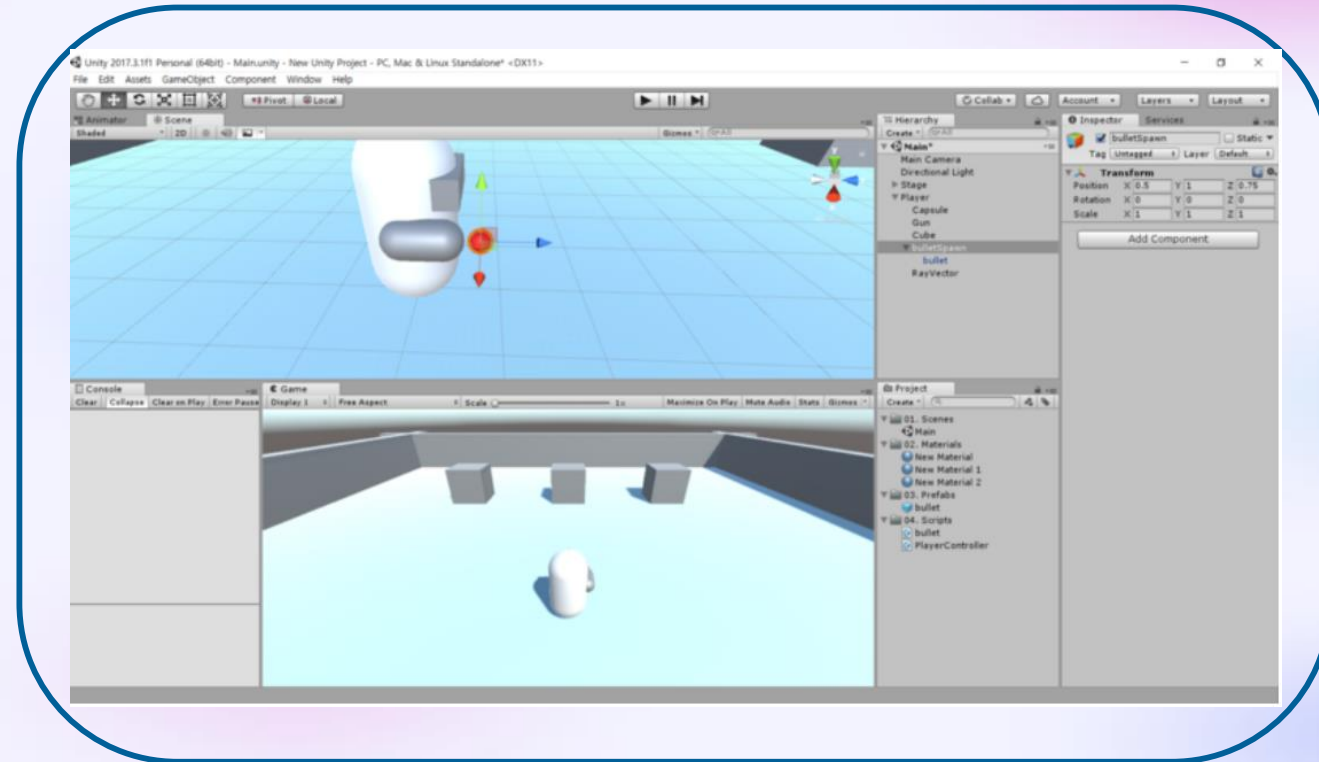 Unity 2017.3.1f1 Personal (64bit) - Main.unity - New Unity Project - PC, Mac & Linux Standalone* <DX11>
File Edit Assets GameObject Component Window Help
Pivot Local Collab Account Layers Layout
Animator Scene
Shaded 2D Gizmos All
Hierarchy
Create All
Main*
Main Camera
Directional Light
Stage
Player
Capsule
Gun
Cube
bulletSpawn
bullet
RayVector
Inspector Services
bulletSpawn Static
Tag Untagged Layer Default
Transform
Position X 0.5 Y 1 Z 0.75
Rotation X 0 Y 0 Z 0
Scale X 1 Y 1 Z 1
Add Component
Console
Clear Collapse Clear on Play Error Pause
Game
Display 1 Free Aspect Scale 1x Maximize On Play Mute Audio Stats Gizmos
Project
Create
01. Scenes
Main
02. Materials
New Material
New Material 1
New Material 2
03. Prefabs
bullet
04. Scripts
bullet
PlayerController